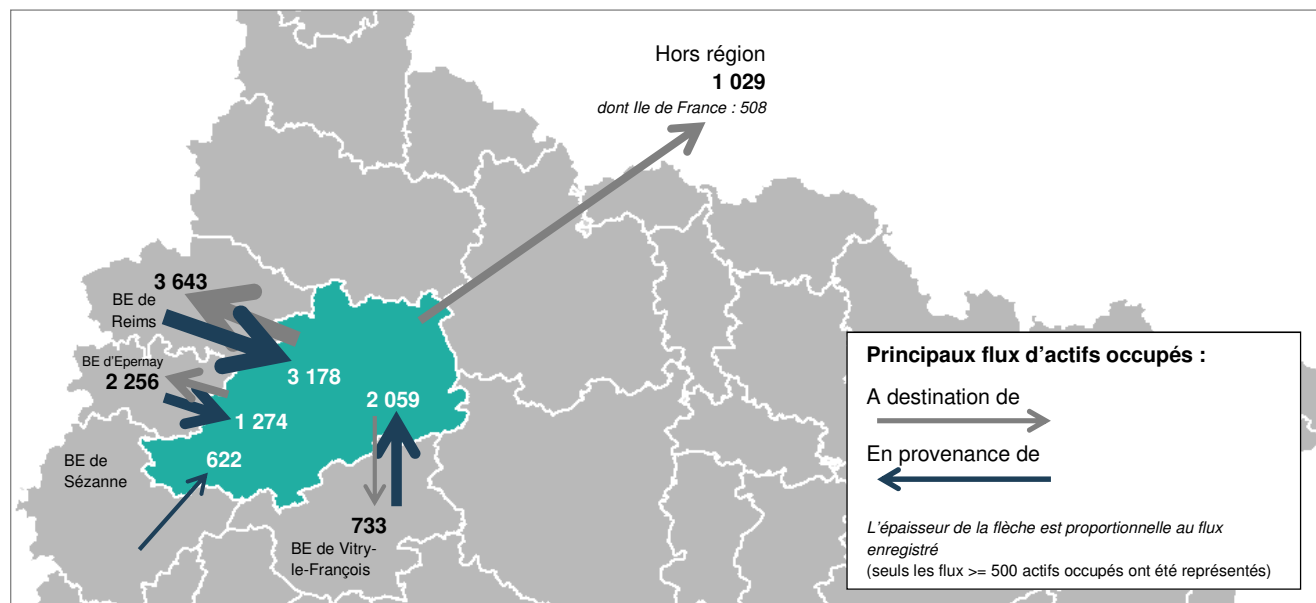 Hors région
1 029
dont Ile de France : 508
3 643
BE de
Reims
BE d'Epernay
2 256
3 178
2 059
1 274
622
BE de
Sézanne
733
BE de Vitry-
le-François
Principaux flux d'actifs occupés :
A destination de
En provenance de
L'épaisseur de la flèche est proportionnelle au flux
enregistré
(seuls les flux >= 500 actifs occupés ont été représentés)